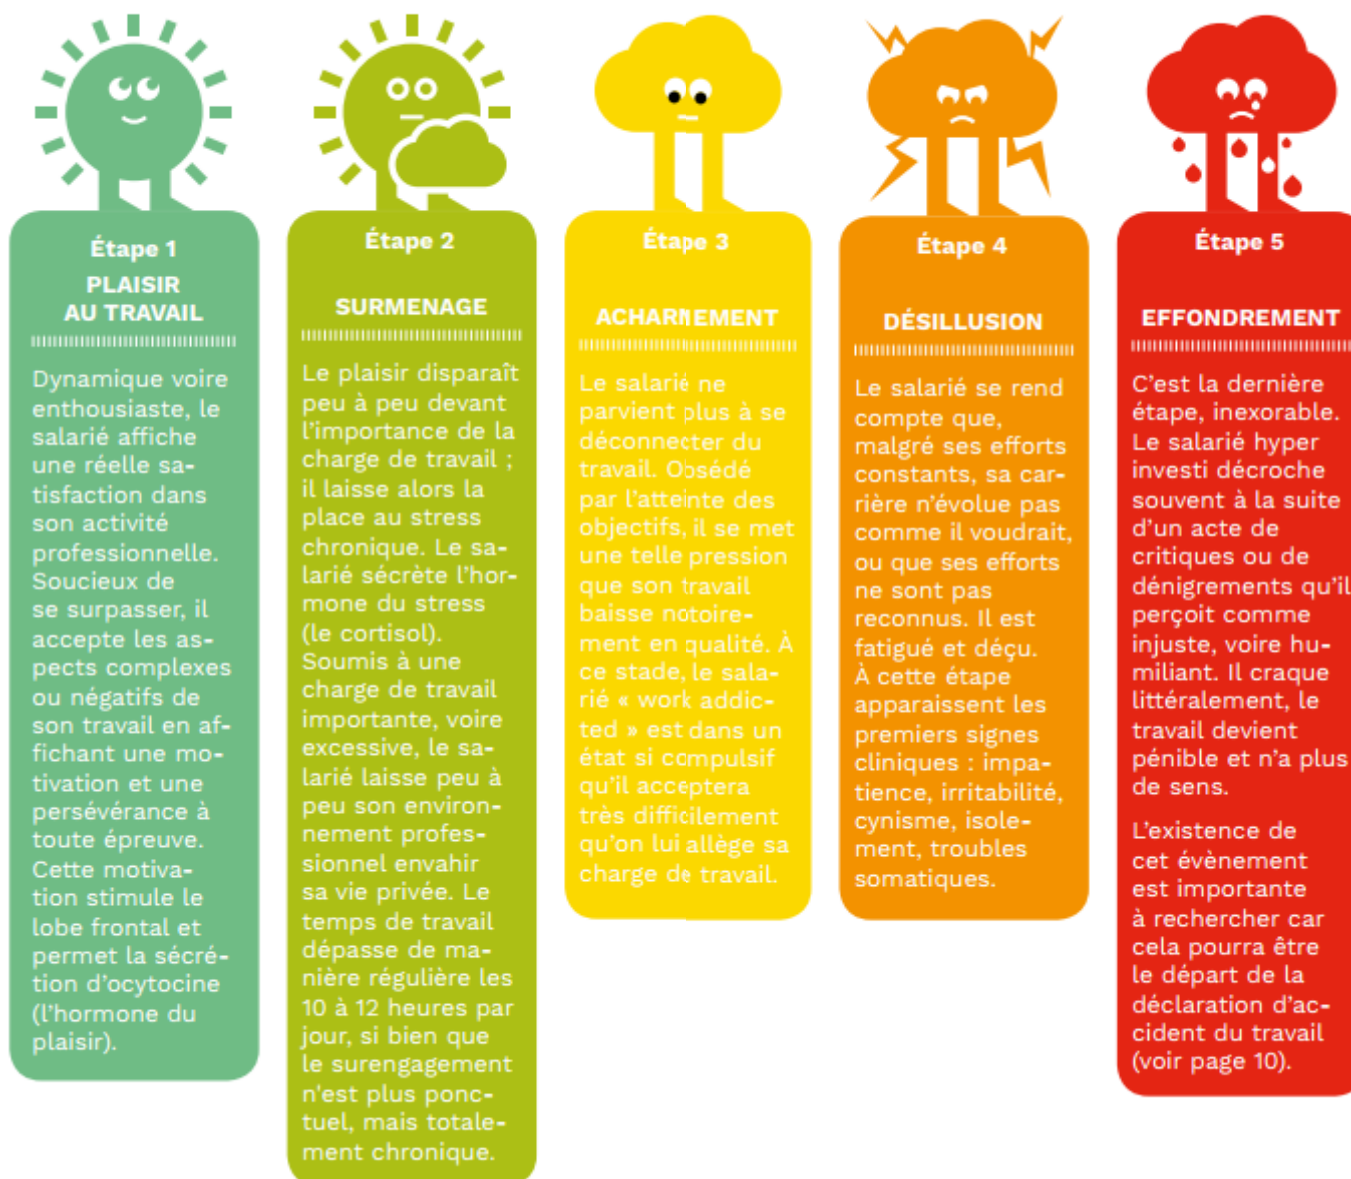 Étape 1
PLAISIR
AU TRAVAIL
Dynamique voire
enthousiaste, le
salarié affiche
une réelle sa-
tisfaction dans
son activité
professionnelle.
Soucieux de
se surpasser, il
accepte les as-
pects complexes
ou négatifs de
son travail en af-
fichant une mo-
tivation et une
persévérance à
toute épreuve.
Cette motiva-
tion stimule le
lobe frontal et
permet la sécré-
tion d'ocytocine
(l'hormone du
plaisir).
Étape 2
SURMENAGE
Le plaisir disparaît
peu à peu devant
l'importance de la
charge de travail ;
il laisse alors la
place au stress
chronique. Le sa-
larié sécrète l'hor-
mone du stress
(le cortisol).
Soumis à une
charge de travail
importante, voire
excessive, le sa-
larié laisse peu à
peu son environ-
nement profes-
sionnel envahir
sa vie privée. Le
temps de travail
dépasse de ma-
nière régulière les
10 à 12 heures par
jour, si bien que
le surengagement
n'est plus ponc-
tuel, mais totale-
ment chronique.
Étape 3
ACHARNEMENT
Le salarié ne
parvient plus à se
déconnecter du
travail. Obsédé
par l'atteinte des
objectifs, il se met
une telle pression
que son travail
baisse notoire-
ment en qualité. À
ce stade, le sala-
rié « work addic-
ted » est dans un
état si compulsif
qu'il acceptera
très difficilement
qu'on lui allège sa
charge de travail.
Étape 4
DÉSILLUSION
Le salarié se rend
compte que,
malgré ses efforts
constants, sa car-
rière n'évolue pas
comme il voudrait,
ou que ses efforts
ne sont pas
reconnus. Il est
fatigué et déçu.
À cette étape
apparaissent les
premiers signes
cliniques : impa-
tience, irritabilité,
cynisme, isole-
ment, troubles
somatiques.
Étape 5
EFFONDREMENT
C'est la dernière
étape, inexorable.
Le salarié hyper
investi décroche
souvent à la suite
d'un acte de
critiques ou de
dénigrements qu'il
perçoit comme
injuste, voire hu-
miliant. Il craque
littéralement, le
travail devient
pénible et n'a plus
de sens.
L'existence de
cet évènement
est importante
à rechercher car
cela pourra être
le départ de la
déclaration d'ac-
cident du travail
(voir page 10).